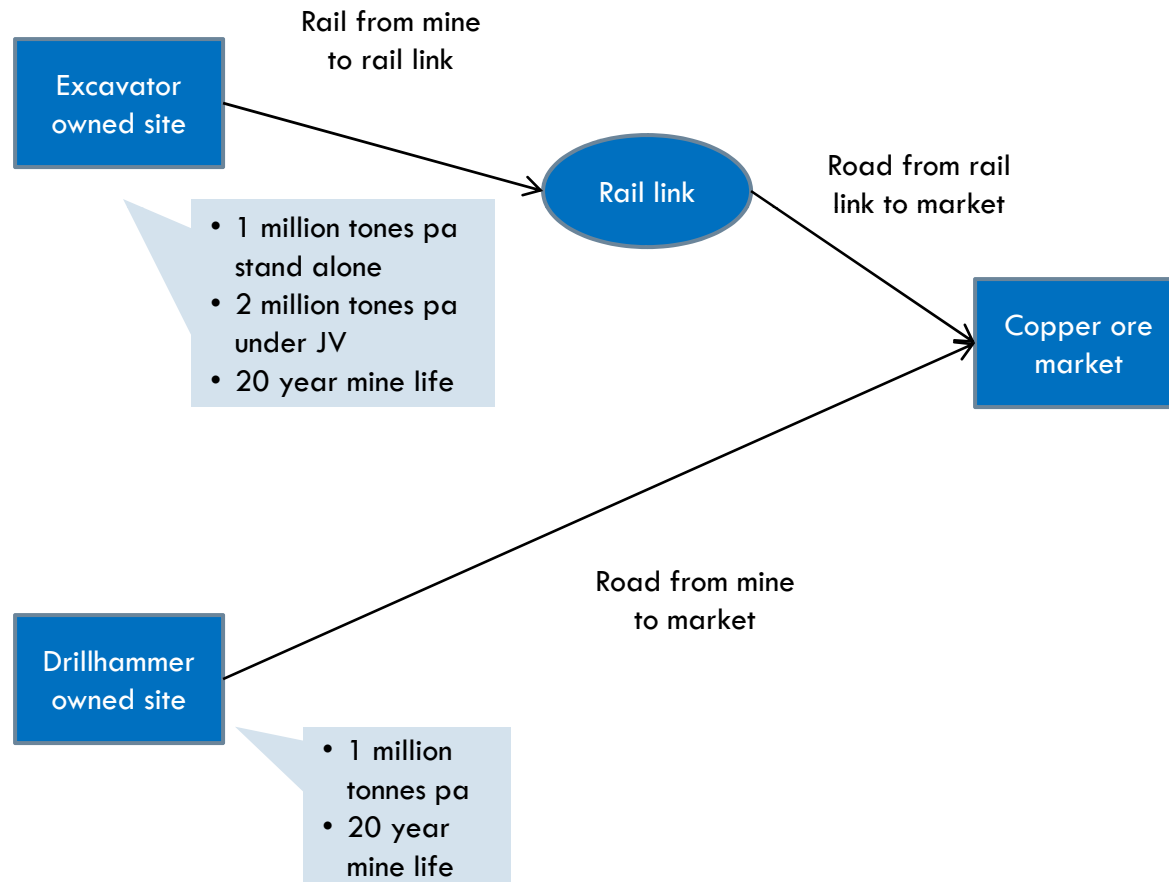 Rail from mine
to rail link
Excavator
owned site
Rail link
Road from rail
link to market
• 1 million tones pa
stand alone
• 2 million tones pa
under JV
• 20 year mine life
Copper ore
market
Road from mine
to market
Drillhammer
owned site
• 1 million
tonnes pa
• 20 year
mine life